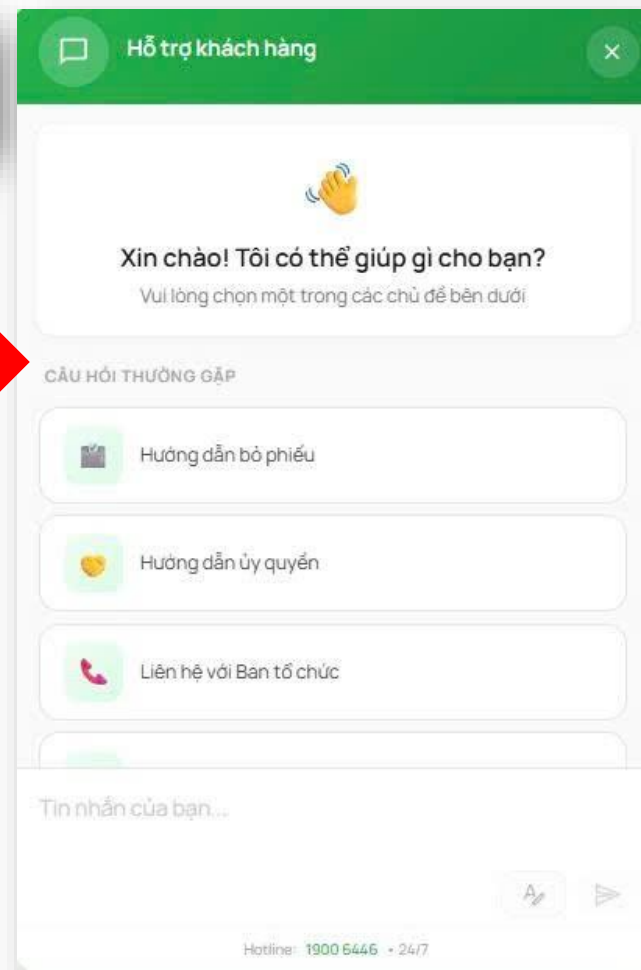 Hỗ trợ khách hàng
Xin chào! Tôi có thể giúp gì cho bạn?
Vui lòng chọn một trong các chủ đề bên dưới
CÂU HỎI THƯỜNG GẶP
Hướng dẫn bỏ phiếu
Hướng dẫn ủy quyền
Liên hệ với Ban tổ chức
Tin nhắn của bạn...
Hotline: 1900 6446 • 24/7